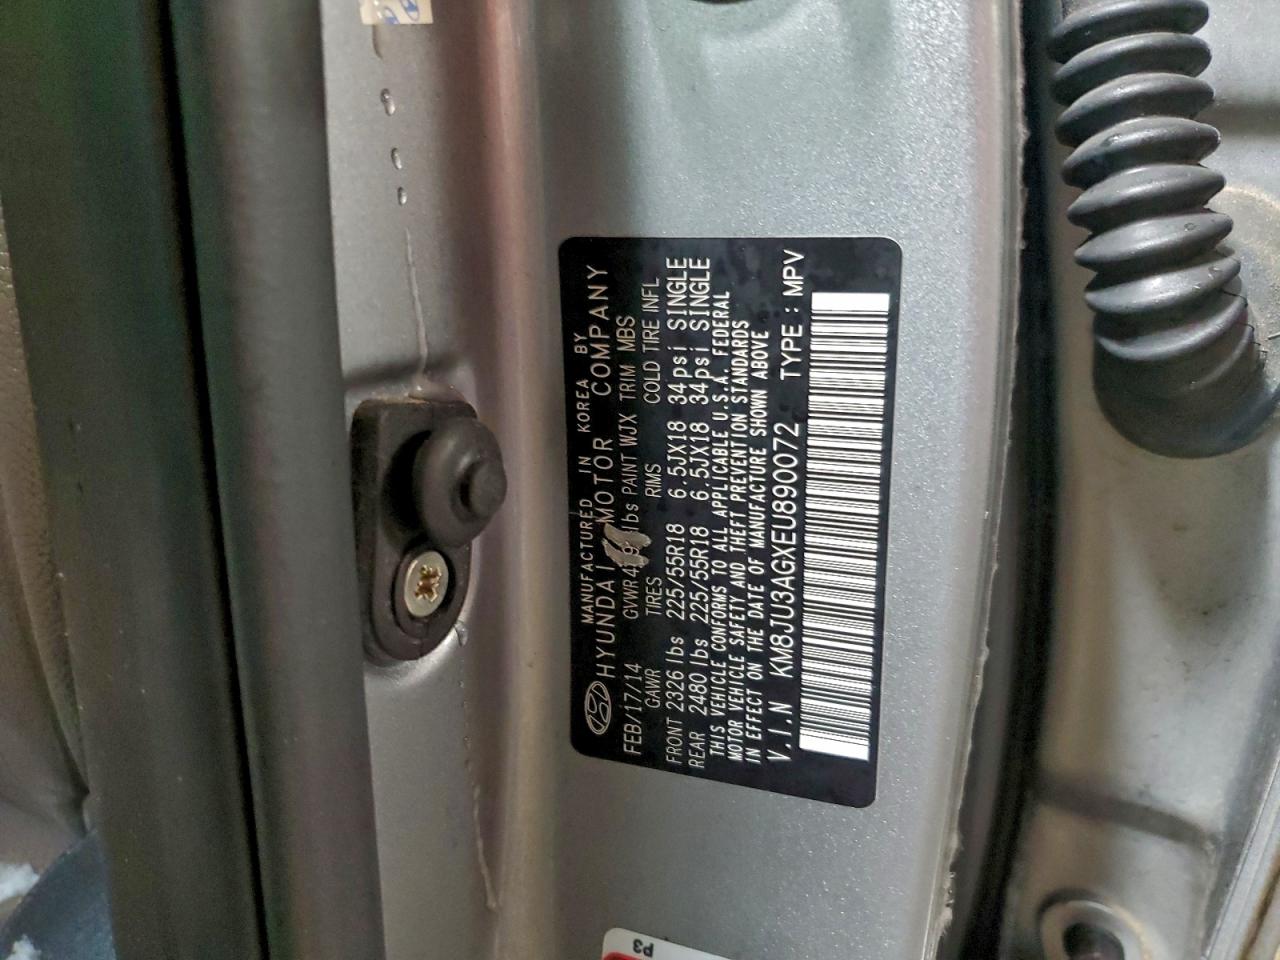 MANUFACTURED IN KOREA BY
HYUNDAI MOTOR COMPANY
FEB/17/14 lbs PAINT WJX TRIM MBS
GAWR TIRES RIMS COLD TIRE INFL
FRONT 2326 lbs 225/55R18 6.5JX18 34psi SINGLE
REAR 2480 lbs 225/55R18 6.5JX18 34psi SINGLE
THIS VEHICLE CONFORMS TO ALL APPLICABLE U.S.A. FEDERAL
MOTOR VEHICLE SAFETY AND THEFT PREVENTION STANDARDS
IN EFFECT ON THE DATE OF MANUFACTURE SHOWN ABOVE
V.I.N KM8JU3AGXEU890072 TYPE : MPV
P3